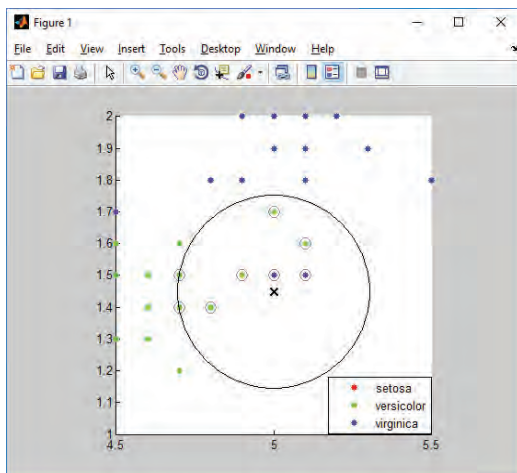 Figure 1
File Edit View Insert Tools Desktop Window Help
2
1.9
1.8
1.7
1.6
1.5
1.4
1.3
1.2
1.1
1
4.5 5 5.5
setosa
versicolor
virginica